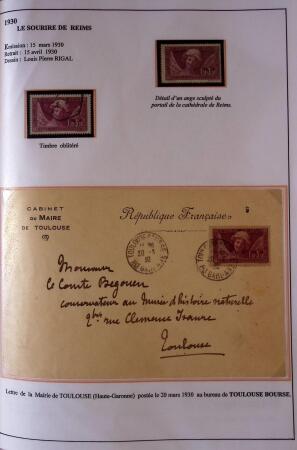 1930
LE SOURIRE DE REIMS
Emission : 15 mars 1930
Retrait : 15 avril 1930
Dessin : Louis Pierre RIGAL
Détail d'un ange sculpté du
portail de la cathédrale de Reims.
Timbre oblitéré
CABINET
DU MAIRE
DE TOULOUSE
République Française
Monsieur
le Comte Begouen
conservateur au Musée d'histoire naturelle
2bis rue Clemence Isaure
Toulouse
Lettre de la Mairie de TOULOUSE (Haute-Garonne) postée le 20 mars 1930 au bureau de TOULOUSE BOURSE.